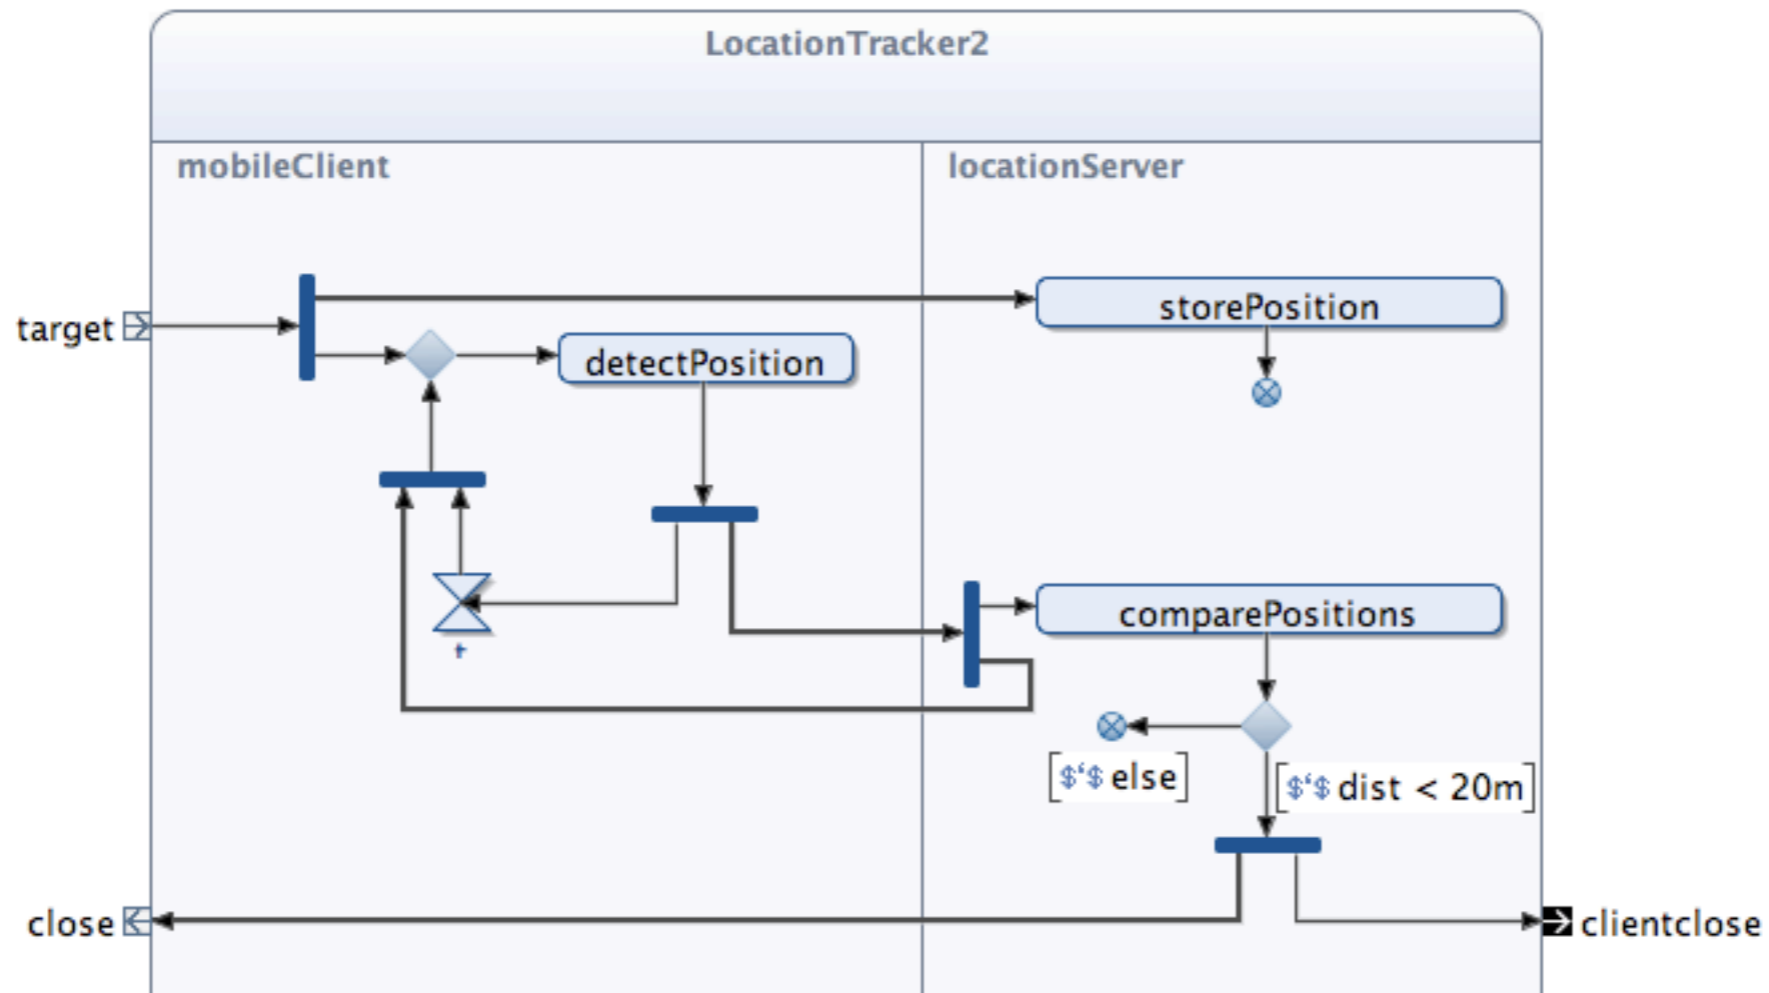 LocationTracker2
mobileClient
locationServer
target
storePosition
detectPosition
comparePositions
[$‘$ else]
[$‘$ dist < 20m]
close
clientclose